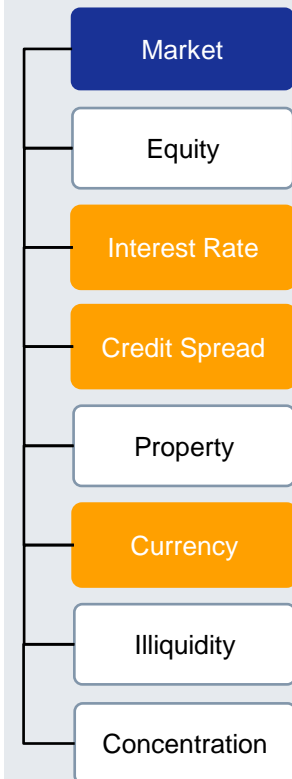 Market
Equity
Interest Rate
Credit Spread
Property
Currency
Illiquidity
Concentration